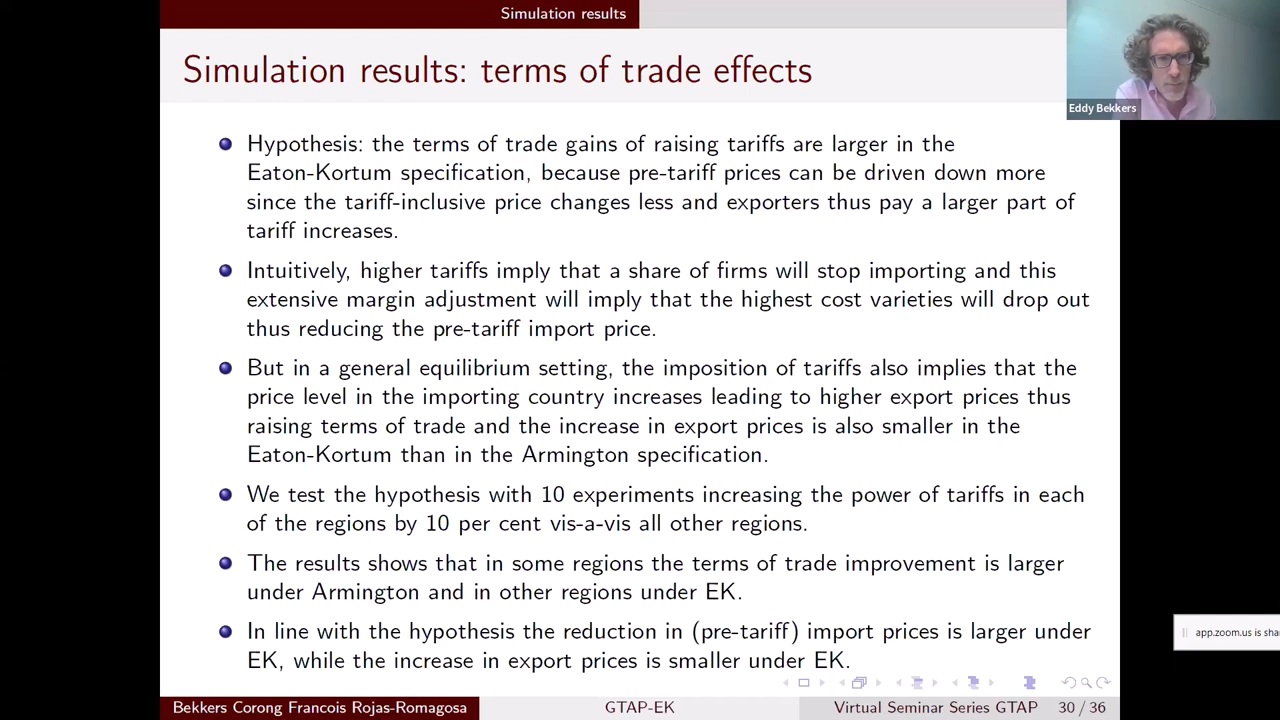 Simulation results
Simulation results: terms of trade effects
Eddy Bekkers
Hypothesis: the terms of trade gains of raising tariffs are larger in the
Eaton-Kortum specification, because pre-tariff prices can be driven down more
since the tariff-inclusive price changes less and exporters thus pay a larger part of
tariff increases.
Intuitively, higher tariffs imply that a share of firms will stop importing and this
extensive margin adjustment will imply that the highest cost varieties will drop out
thus reducing the pre-tariff import price.
But in a general equilibrium setting, the imposition of tariffs also implies that the
price level in the importing country increases leading to higher export prices thus
raising terms of trade and the increase in export prices is also smaller in the
Eaton-Kortum than in the Armington specification.
We test the hypothesis with 10 experiments increasing the power of tariffs in each
of the regions by 10 per cent vis-a-vis all other regions.
The results shows that in some regions the terms of trade improvement is larger
under Armington and in other regions under EK.
In line with the hypothesis the reduction in (pre-tariff) import prices is larger under
EK, while the increase in export prices is smaller under EK.
app.zoom.us is sha
Bekkers Corong Francois Rojas-Romagosa
GTAP-EK
Virtual Seminar Series GTAP
30 / 36